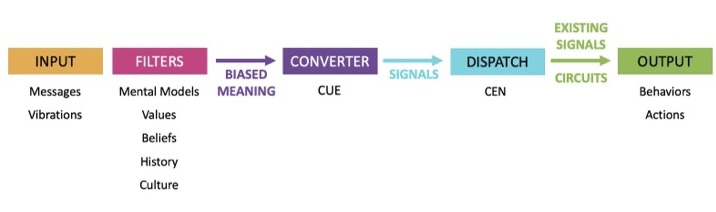 EXISTING
SIGNALS
INPUT
FILTERS
CONVERTER
DISPATCH
OUTPUT
BIASED
MEANING
SIGNALS
CIRCUITS
Messages
Vibrations
Mental Models
Values
Beliefs
History
Culture
CUE
CEN
Behaviors
Actions